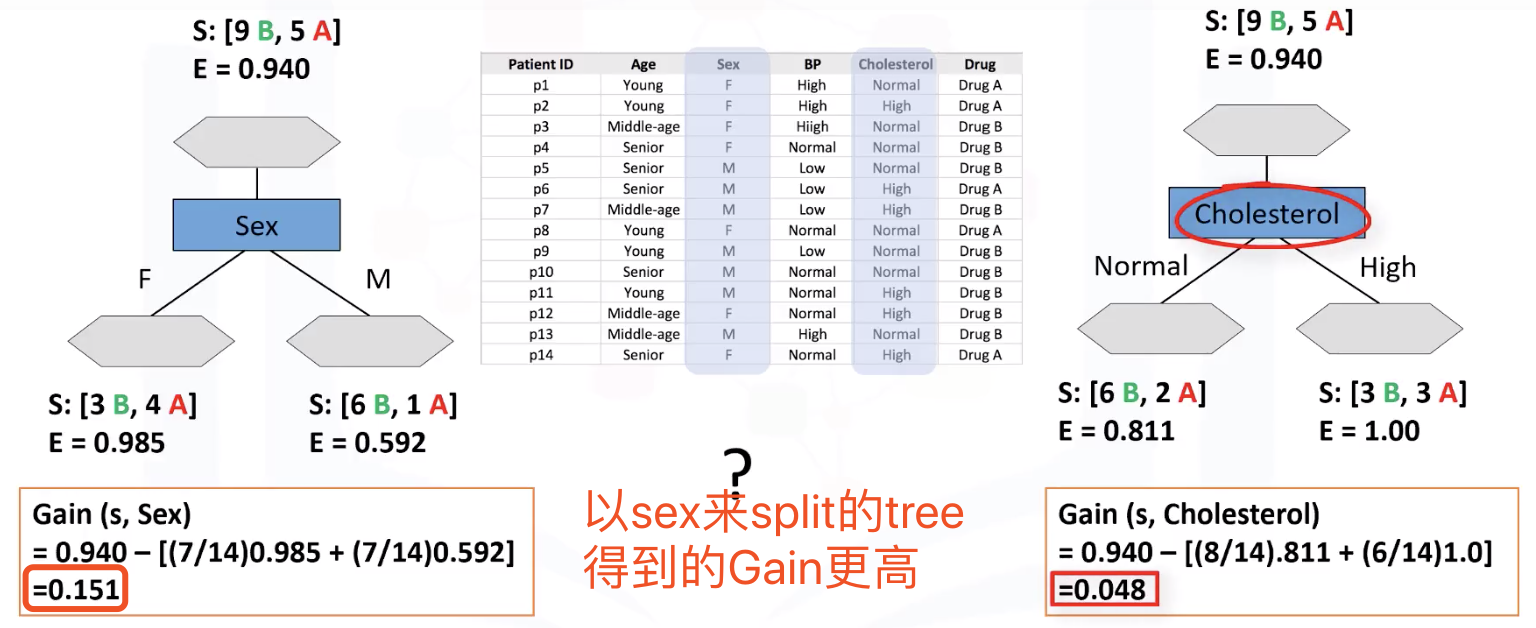 S: [9 B, 5 A]
E = 0.940
Sex
F
M
S: [3 B, 4 A]
E = 0.985
S: [6 B, 1 A]
E = 0.592
Gain (s, Sex)
= 0.940 – [(7/14)0.985 + (7/14)0.592]
=0.151
Patient ID Age Sex BP Cholesterol Drug
p1 Young F High Normal Drug A
p2 Young F High High Drug A
p3 Middle-age F Hiigh Normal Drug B
p4 Senior F Normal Normal Drug B
p5 Senior M Low Normal Drug B
p6 Senior M Low High Drug A
p7 Middle-age M Low High Drug B
p8 Young F Normal Normal Drug A
p9 Young M Low Normal Drug B
p10 Senior M Normal Normal Drug B
p11 Young M Normal High Drug B
p12 Middle-age F Normal High Drug B
p13 Middle-age M High Normal Drug B
p14 Senior F Normal High Drug A
?
以sex来split的tree
得到的Gain更高
S: [9 B, 5 A]
E = 0.940
Cholesterol
Normal
High
S: [6 B, 2 A]
E = 0.811
S: [3 B, 3 A]
E = 1.00
Gain (s, Cholesterol)
= 0.940 – [(8/14).811 + (6/14)1.0]
=0.048